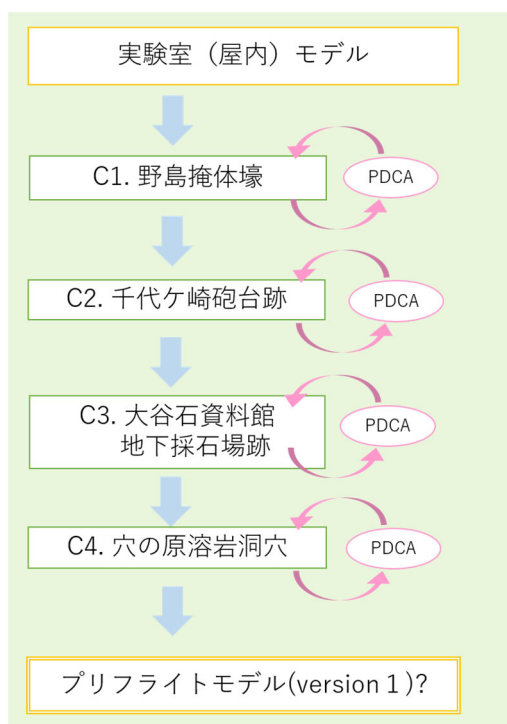 実験室（屋内）モデル
C1. 野島掩体壕
PDCA
C2. 千代ケ崎砲台跡
PDCA
C3. 大谷石資料館
地下採石場跡
PDCA
C4. 穴の原溶岩洞穴
PDCA
プリフライトモデル(version１)?